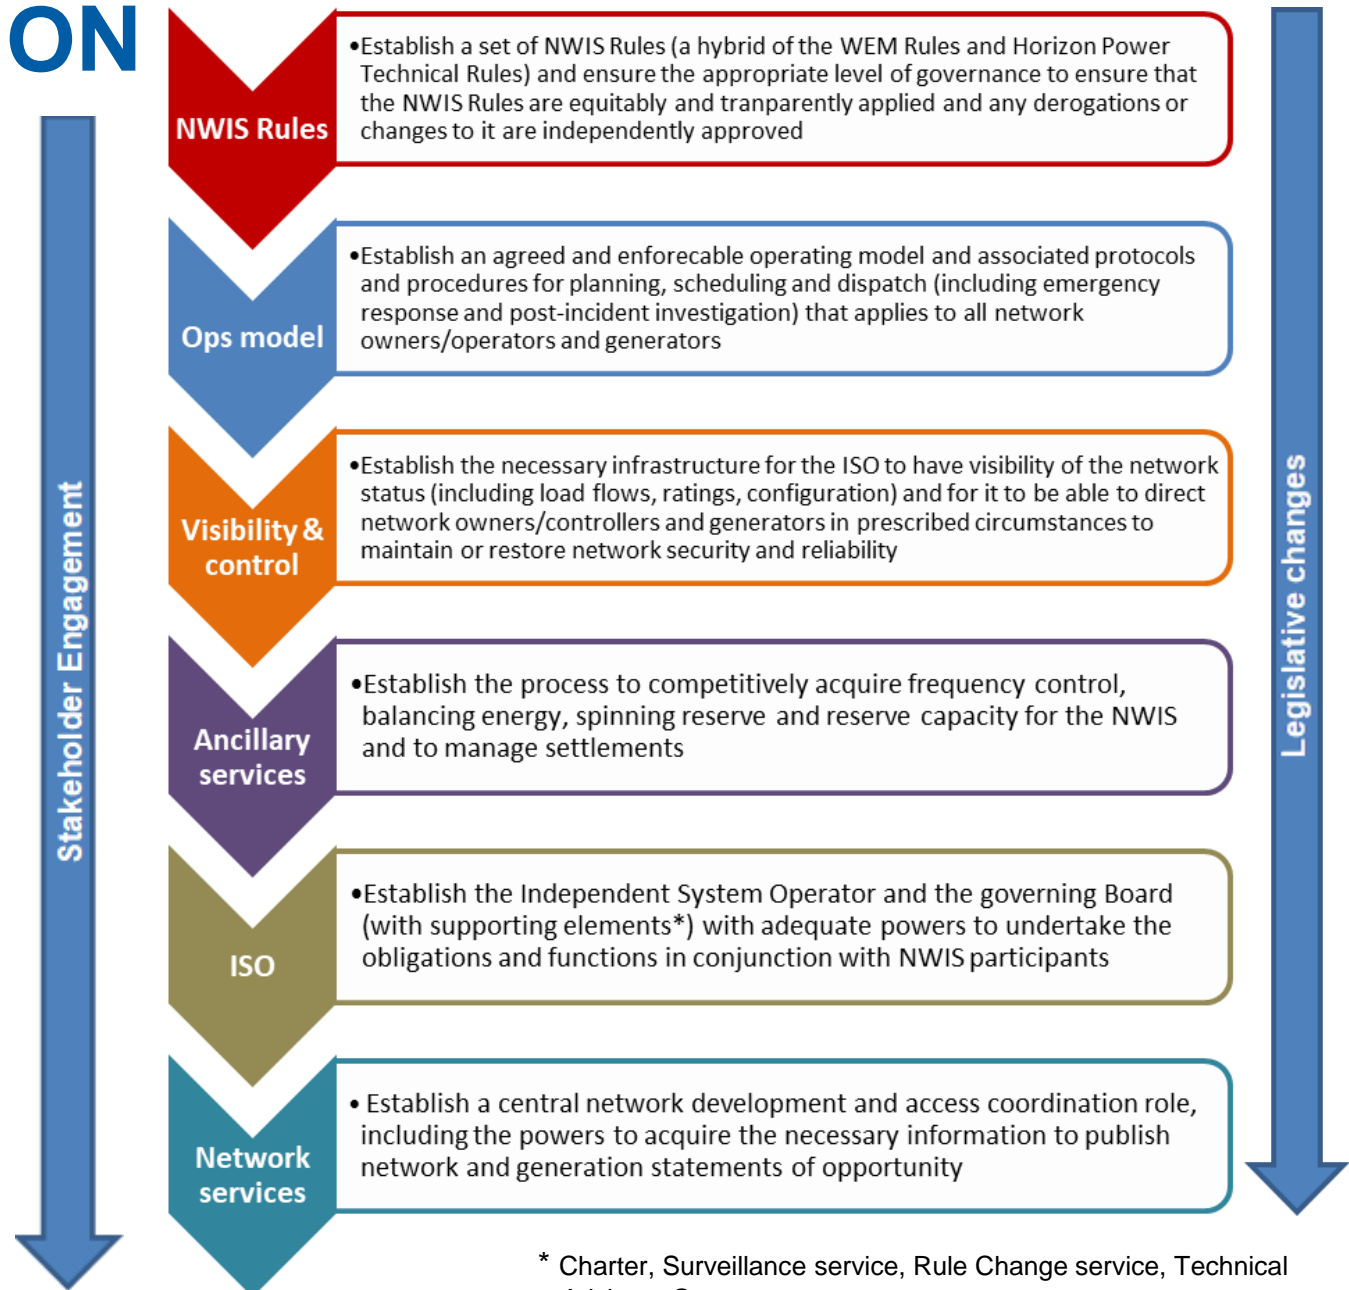 ON
NWIS Rules
•Establish a set of NWIS Rules (a hybrid of the WEM Rules and Horizon Power
Technical Rules) and ensure the appropriate level of governance to ensure that
the NWIS Rules are equitably and tranparently applied and any derogations or
changes to it are independently approved
Ops model
•Establish an agreed and enforecable operating model and associated protocols
and procedures for planning, scheduling and dispatch (including emergency
response and post-incident investigation) that applies to all network
owners/operators and generators
Visibility &
control
•Establish the necessary infrastructure for the ISO to have visibility of the network
status (including load flows, ratings, configuration) and for it to be able to direct
network owners/controllers and generators in prescribed circumstances to
maintain or restore network security and reliability
Ancillary
services
•Establish the process to competitively acquire frequency control,
balancing energy, spinning reserve and reserve capacity for the NWIS
and to manage settlements
ISO
•Establish the Independent System Operator and the governing Board
(with supporting elements*) with adequate powers to undertake the
obligations and functions in conjunction with NWIS participants
Network
services
• Establish a central network development and access coordination role,
including the powers to acquire the necessary information to publish
network and generation statements of opportunity
Stakeholder Engagement
Legislative changes
* Charter, Surveillance service, Rule Change service, Technical